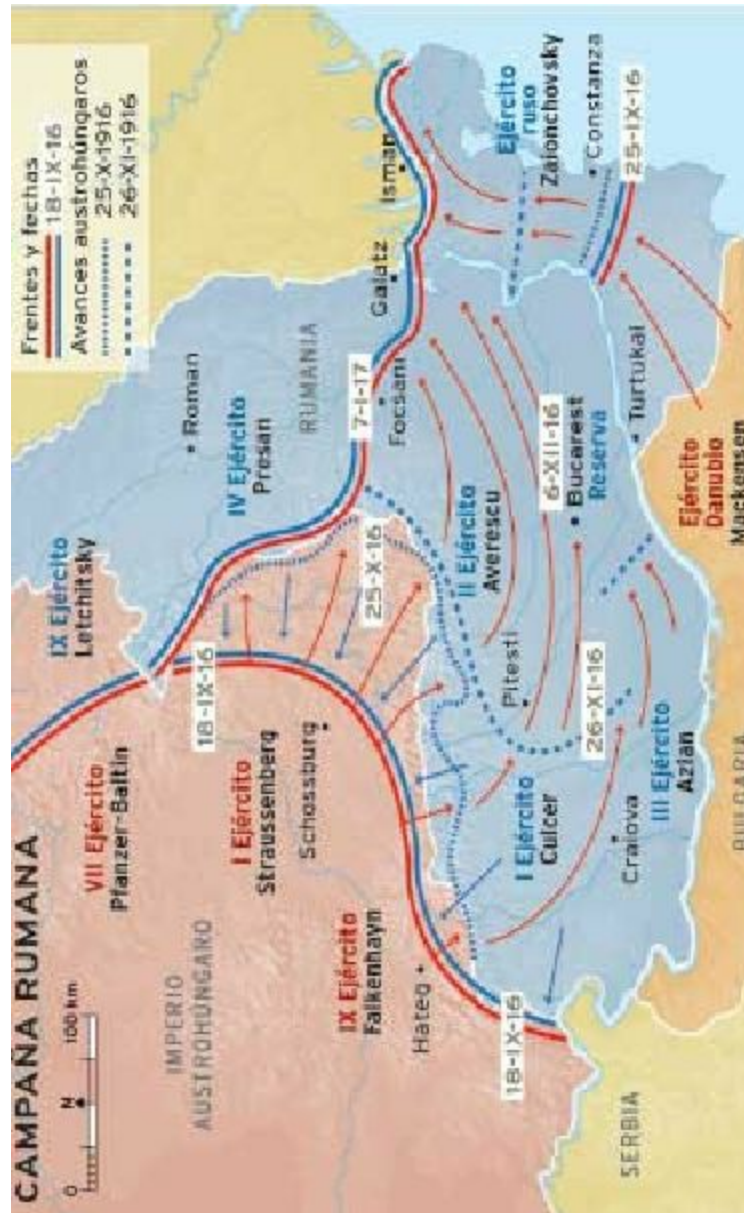 CAMPAÑA RUMANA
0 N 100 km
Frentes y fechas
18-IX-16
Avances austrohúngaros
25-X-1916
26-XI-1916
VII Ejército
Pfanzer-Baltin
IX Ejército
Letchitsky
IMPERIO
AUSTROHÚNGARO
I Ejército
Straussenberg
Schossburg
18-IX-16
IV Ejército
Presan
Roman
RUMANIA
IX Ejército
Falkenhayn
Hateg
25-X-16
7-I-17
Focsani
Galatz
Isman
18-IX-16
I Ejército
Culcer
Pitesti
II Ejército
Averescu
6-XII-16
Bucarest
Reserva
Ejército
ruso
Zaionchovsky
Constanza
25-IX-16
26-XI-16
Craiova
III Ejército
Azlan
Turtukai
SERBIA
BULGARIA
Ejército
Danubio
Mackensen